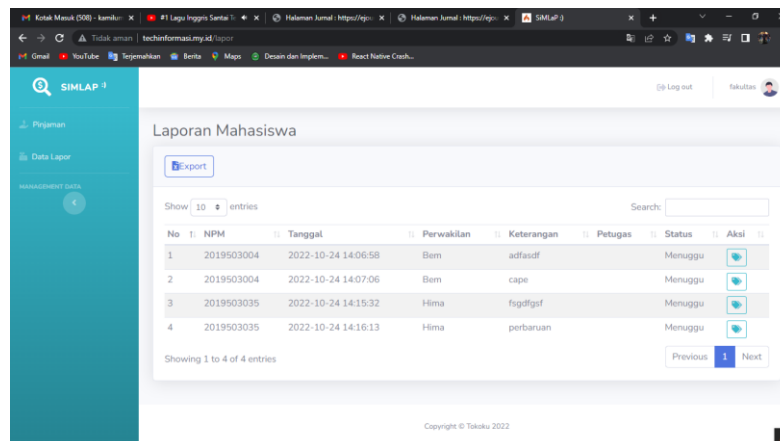 Kotak Masuk (508) - kamilum
#1 Lagu Inggris Santai
Halaman Jurnal : https://ejou
Halaman Jurnal : https://ejou
SiMLaP :)
Tidak aman | techinformasi.my.id/lapor
Gmail YouTube Terjemahkan Berita Maps Desain dan Implem... React Native Crash...
SIMLAP :)
Log out fakultas
Pinjaman
Data Lapor
MANAGEMENT DATA
Laporan Mahasiswa
Export
Show 10 entries Search:
No NPM Tanggal Perwakilan Keterangan Petugas Status Aksi
1 2019503004 2022-10-24 14:06:58 Bem adfasdf Menuggu
2 2019503004 2022-10-24 14:07:06 Bem cape Menuggu
3 2019503035 2022-10-24 14:15:32 Hima fsgdfgsf Menuggu
4 2019503035 2022-10-24 14:16:13 Hima perbaruan Menuggu
Showing 1 to 4 of 4 entries Previous 1 Next
Copyright © Tokoku 2022